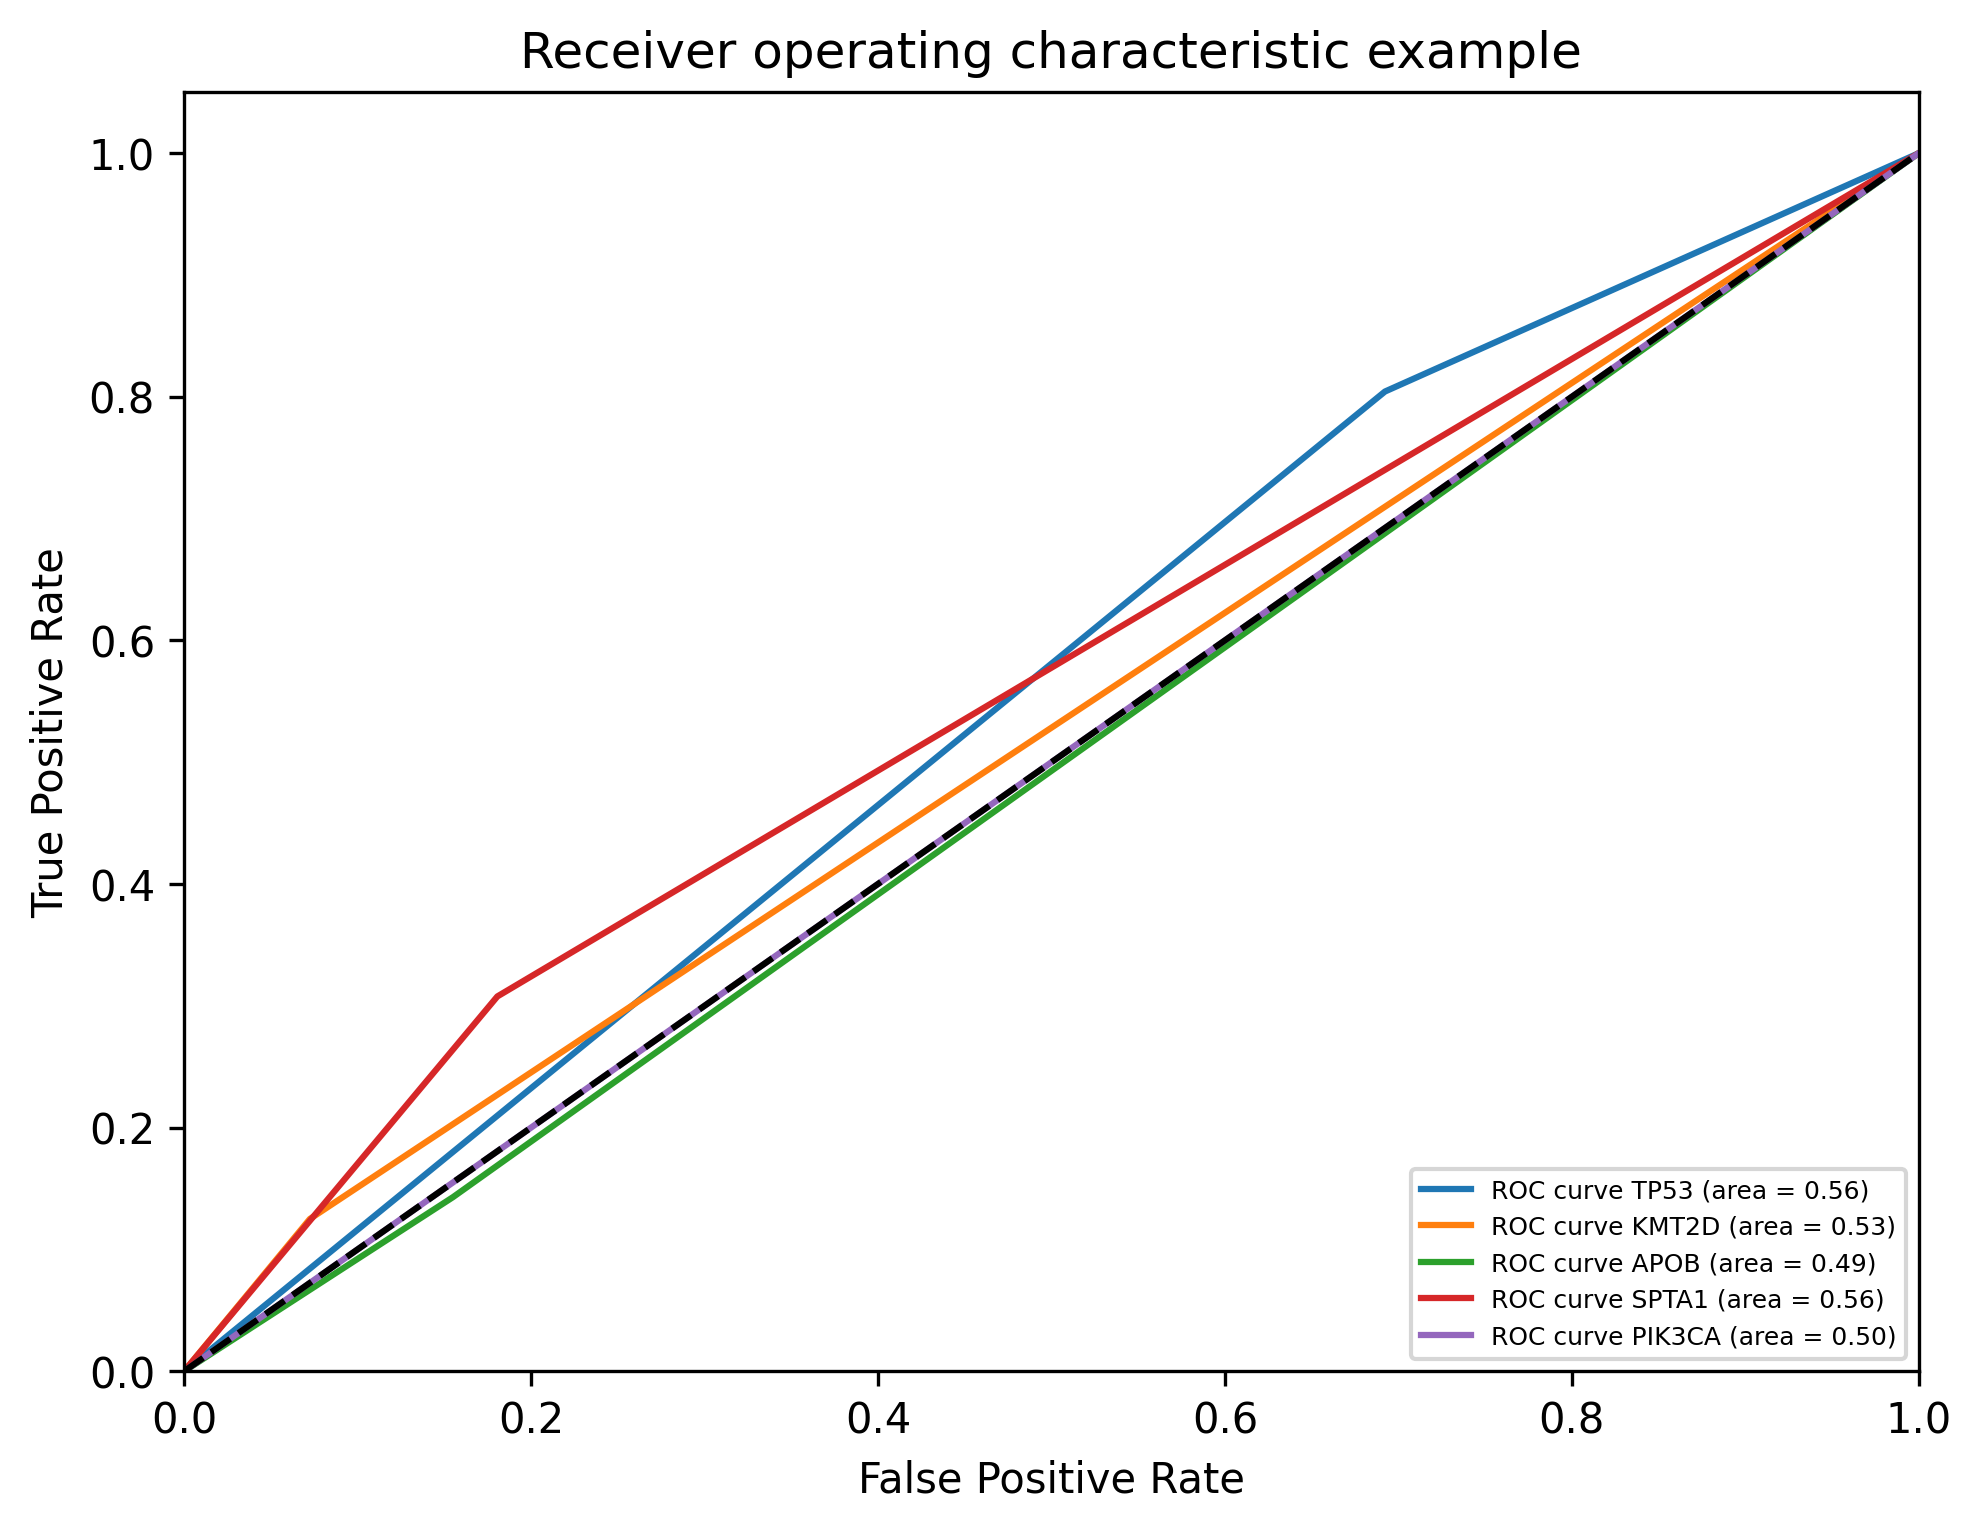 Receiver operating characteristic example
True Positive Rate
1.0
0.8
0.6
0.4
0.2
0.0
ROC curve TP53 (area = 0.56)
ROC curve KMT2D (area = 0.53)
ROC curve APOB (area = 0.49)
ROC curve SPTA1 (area = 0.56)
ROC curve PIK3CA (area = 0.50)
0.0 0.2 0.4 0.6 0.8 1.0
False Positive Rate